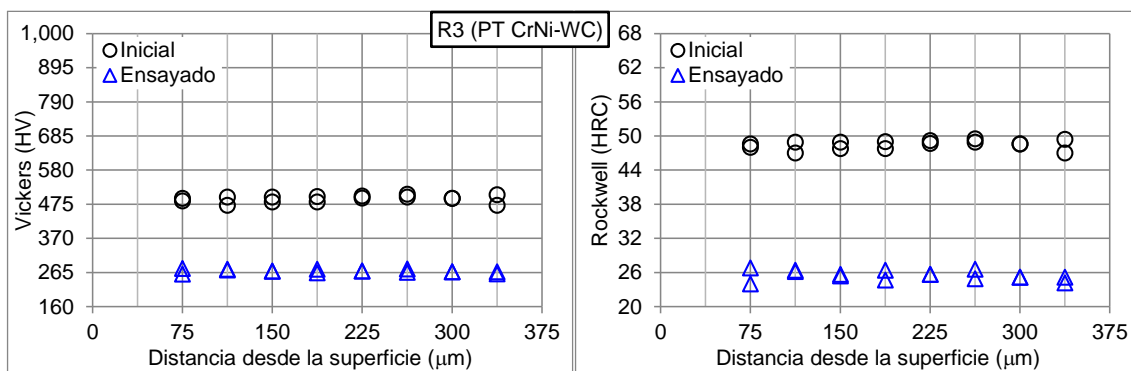 R3 (PT CrNi-WC)
Vickers (HV)
1,000
895
790
685
580
475
370
265
160
Inicial
Ensayado
0 75 150 225 300 375
Distancia desde la superficie (μm)
Rockwell (HRC)
68
62
56
50
44
38
32
26
20
Inicial
Ensayado
0 75 150 225 300 375
Distancia desde la superficie (μm)